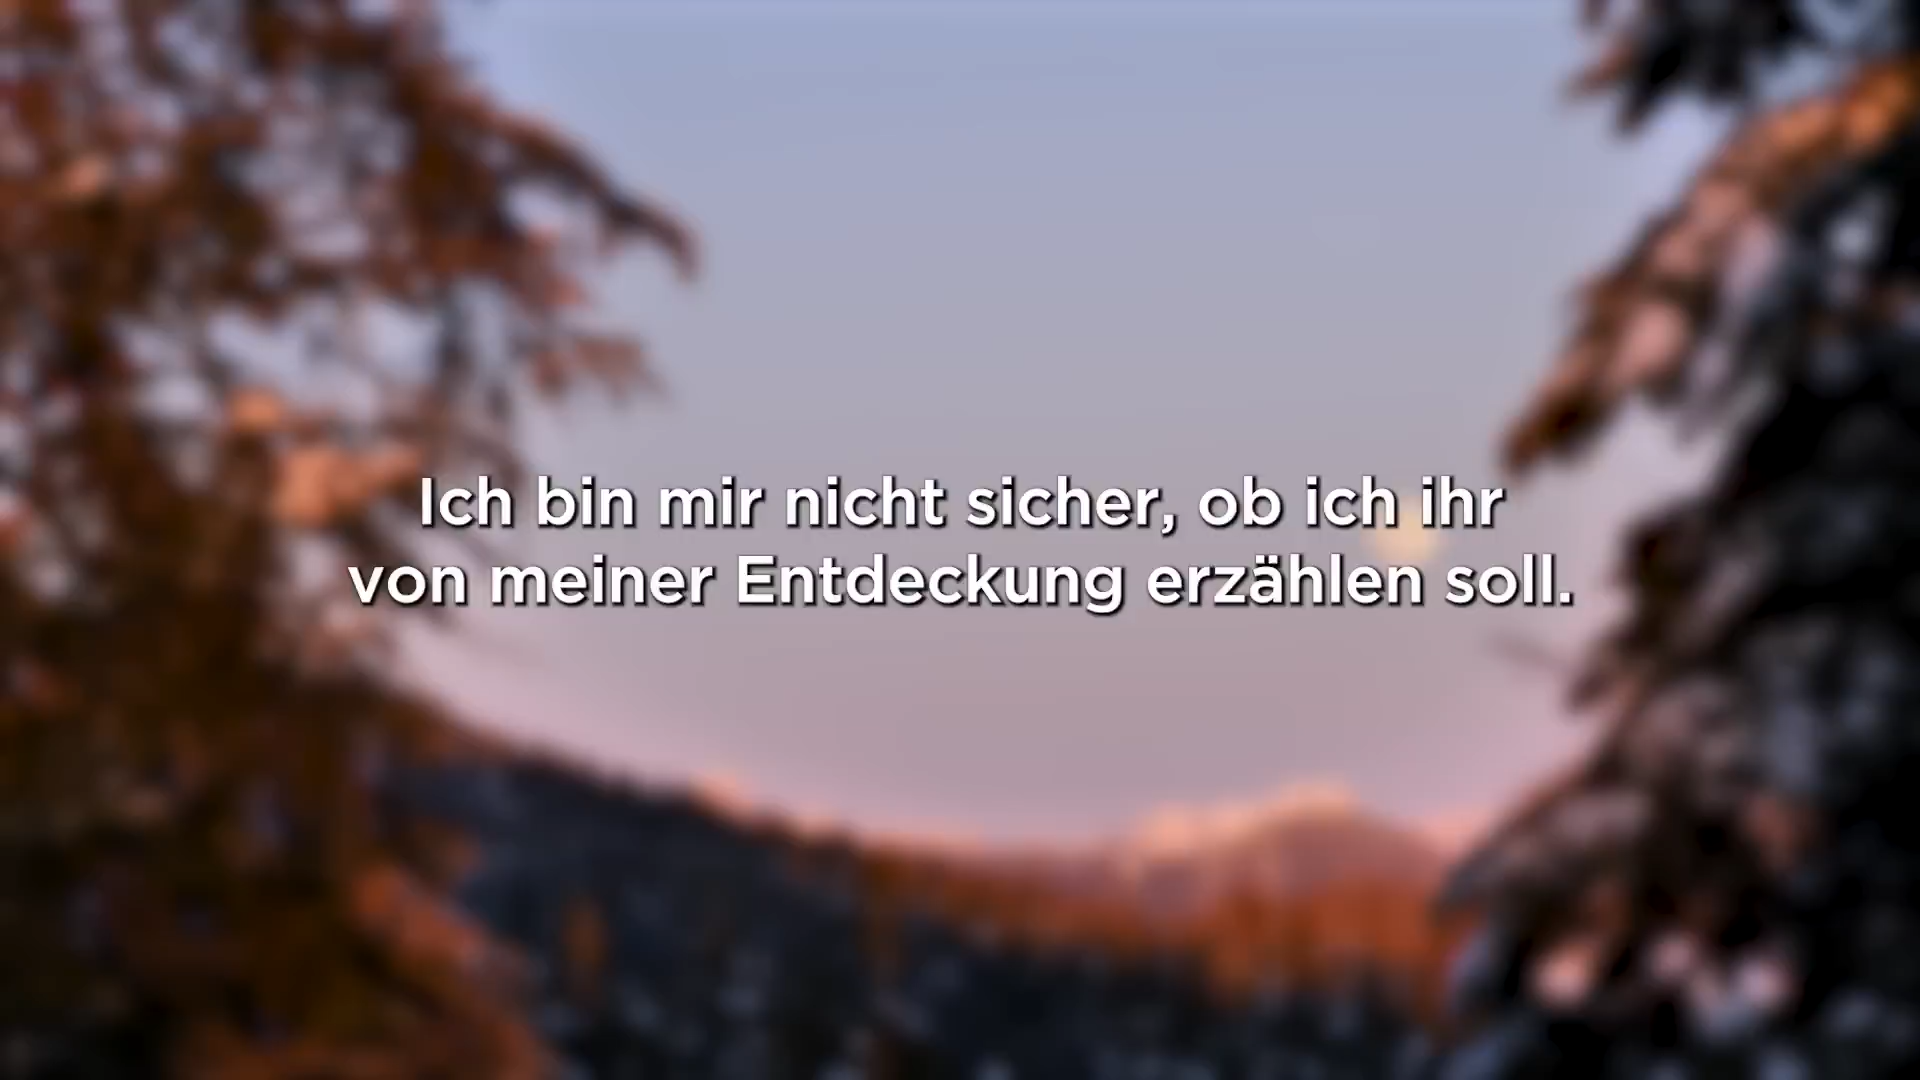 Ich bin mir nicht sicher, ob ich ihr
von meiner Entdeckung erzählen soll.